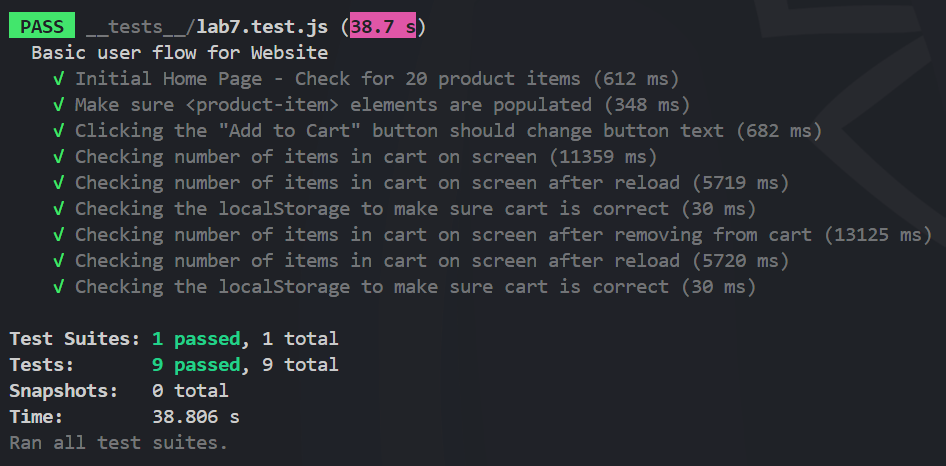 PASS __tests__/lab7.test.js (38.7 s)
Basic user flow for Website
√ Initial Home Page - Check for 20 product items (612 ms)
√ Make sure <product-item> elements are populated (348 ms)
√ Clicking the "Add to Cart" button should change button text (682 ms)
√ Checking number of items in cart on screen (11359 ms)
√ Checking number of items in cart on screen after reload (5719 ms)
√ Checking the localStorage to make sure cart is correct (30 ms)
√ Checking number of items in cart on screen after removing from cart (13125 ms)
√ Checking number of items in cart on screen after reload (5720 ms)
√ Checking the localStorage to make sure cart is correct (30 ms)
Test Suites: 1 passed, 1 total
Tests: 9 passed, 9 total
Snapshots: 0 total
Time: 38.806 s
Ran all test suites.